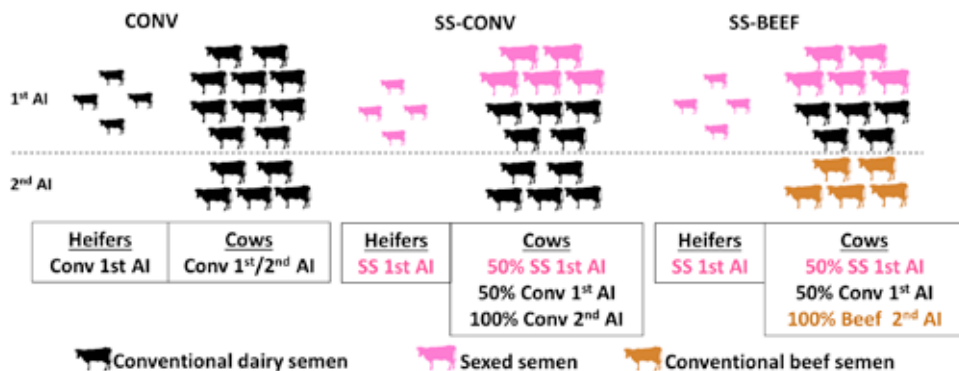 CONV SS-CONV SS-BEEF
1st AI
2nd AI
Heifers Cows Heifers Cows Heifers Cows
Conv 1st AI Conv 1st/2nd AI SS 1st AI 50% SS 1st AI SS 1st AI 50% SS 1st AI
50% Conv 1st AI 50% Conv 1st AI
100% Conv 2nd AI 100% Beef 2nd AI
Conventional dairy semen Sexed semen Conventional beef semen